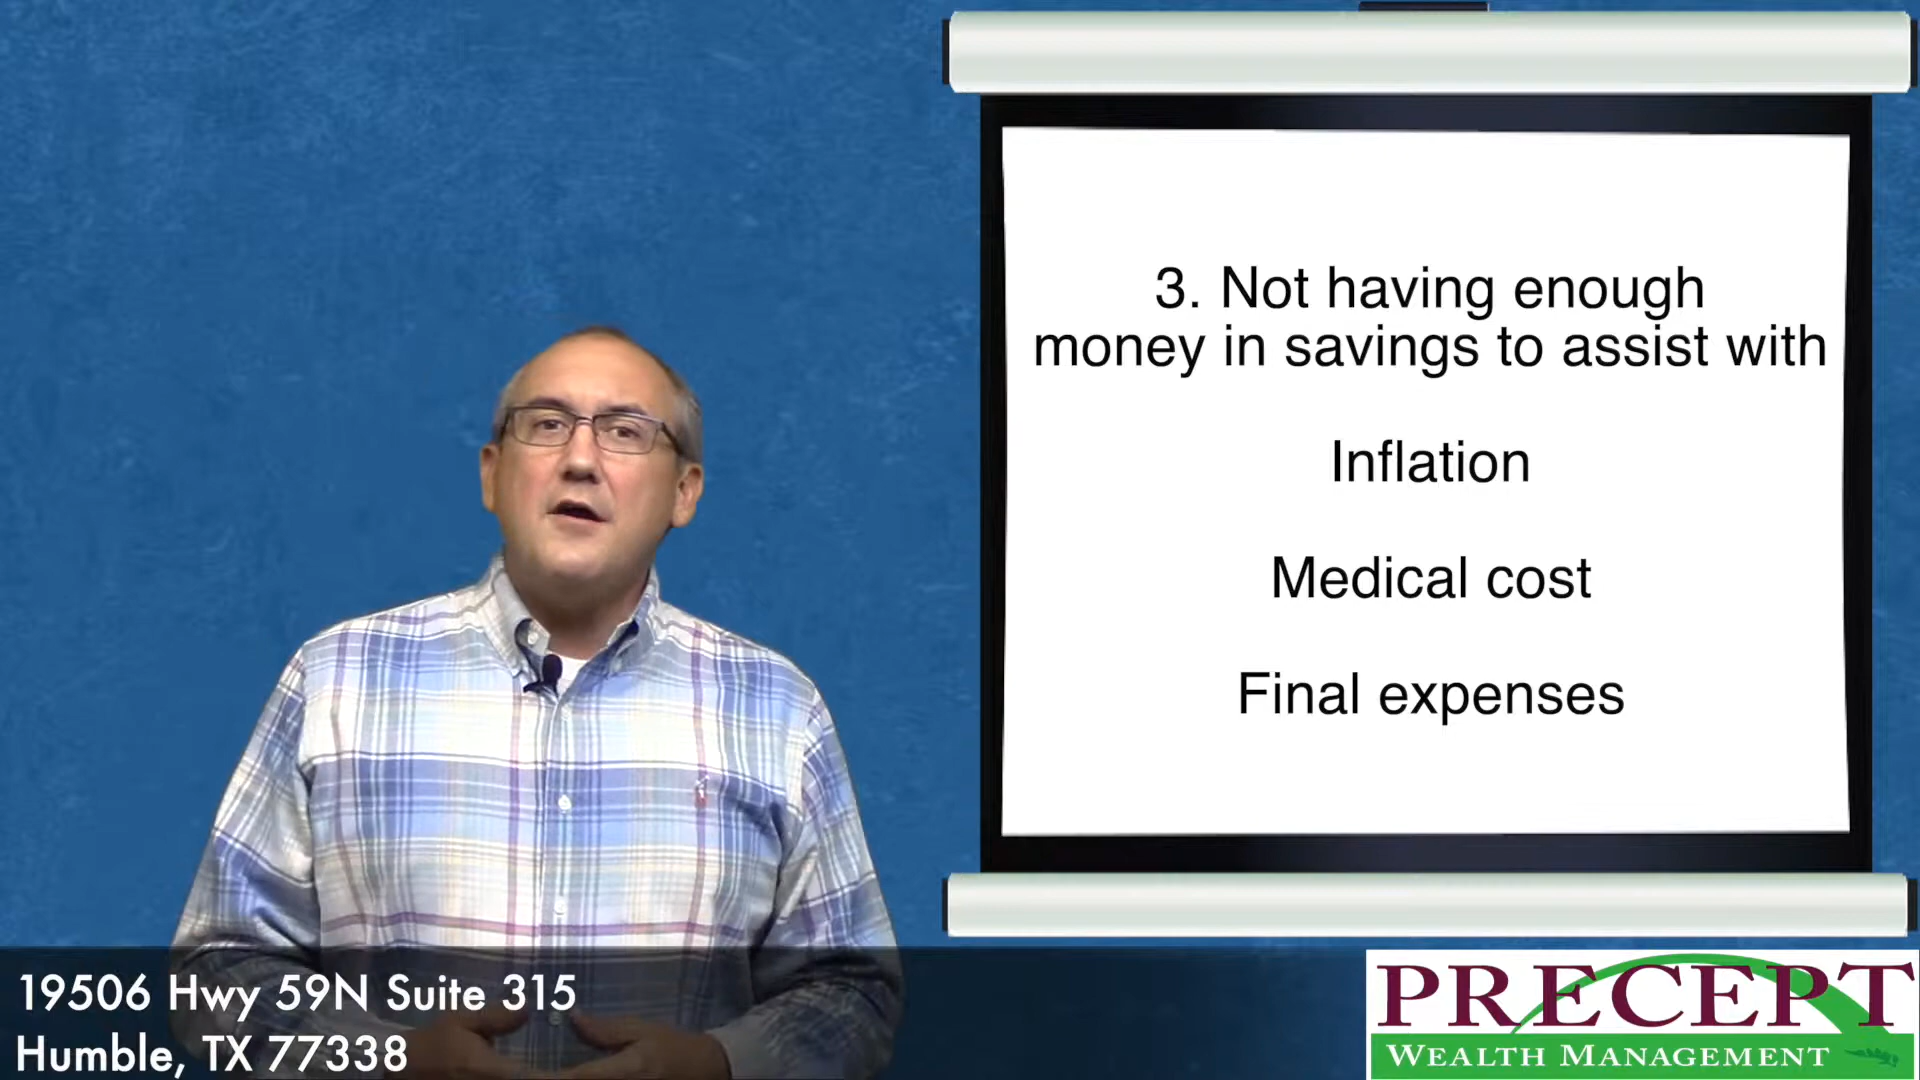 3. Not having enough
money in savings to assist with
Inflation
Medical cost
Final expenses
19506 Hwy 59N Suite 315
Humble, TX 77338
PRECEPT
WEALTH MANAGEMENT